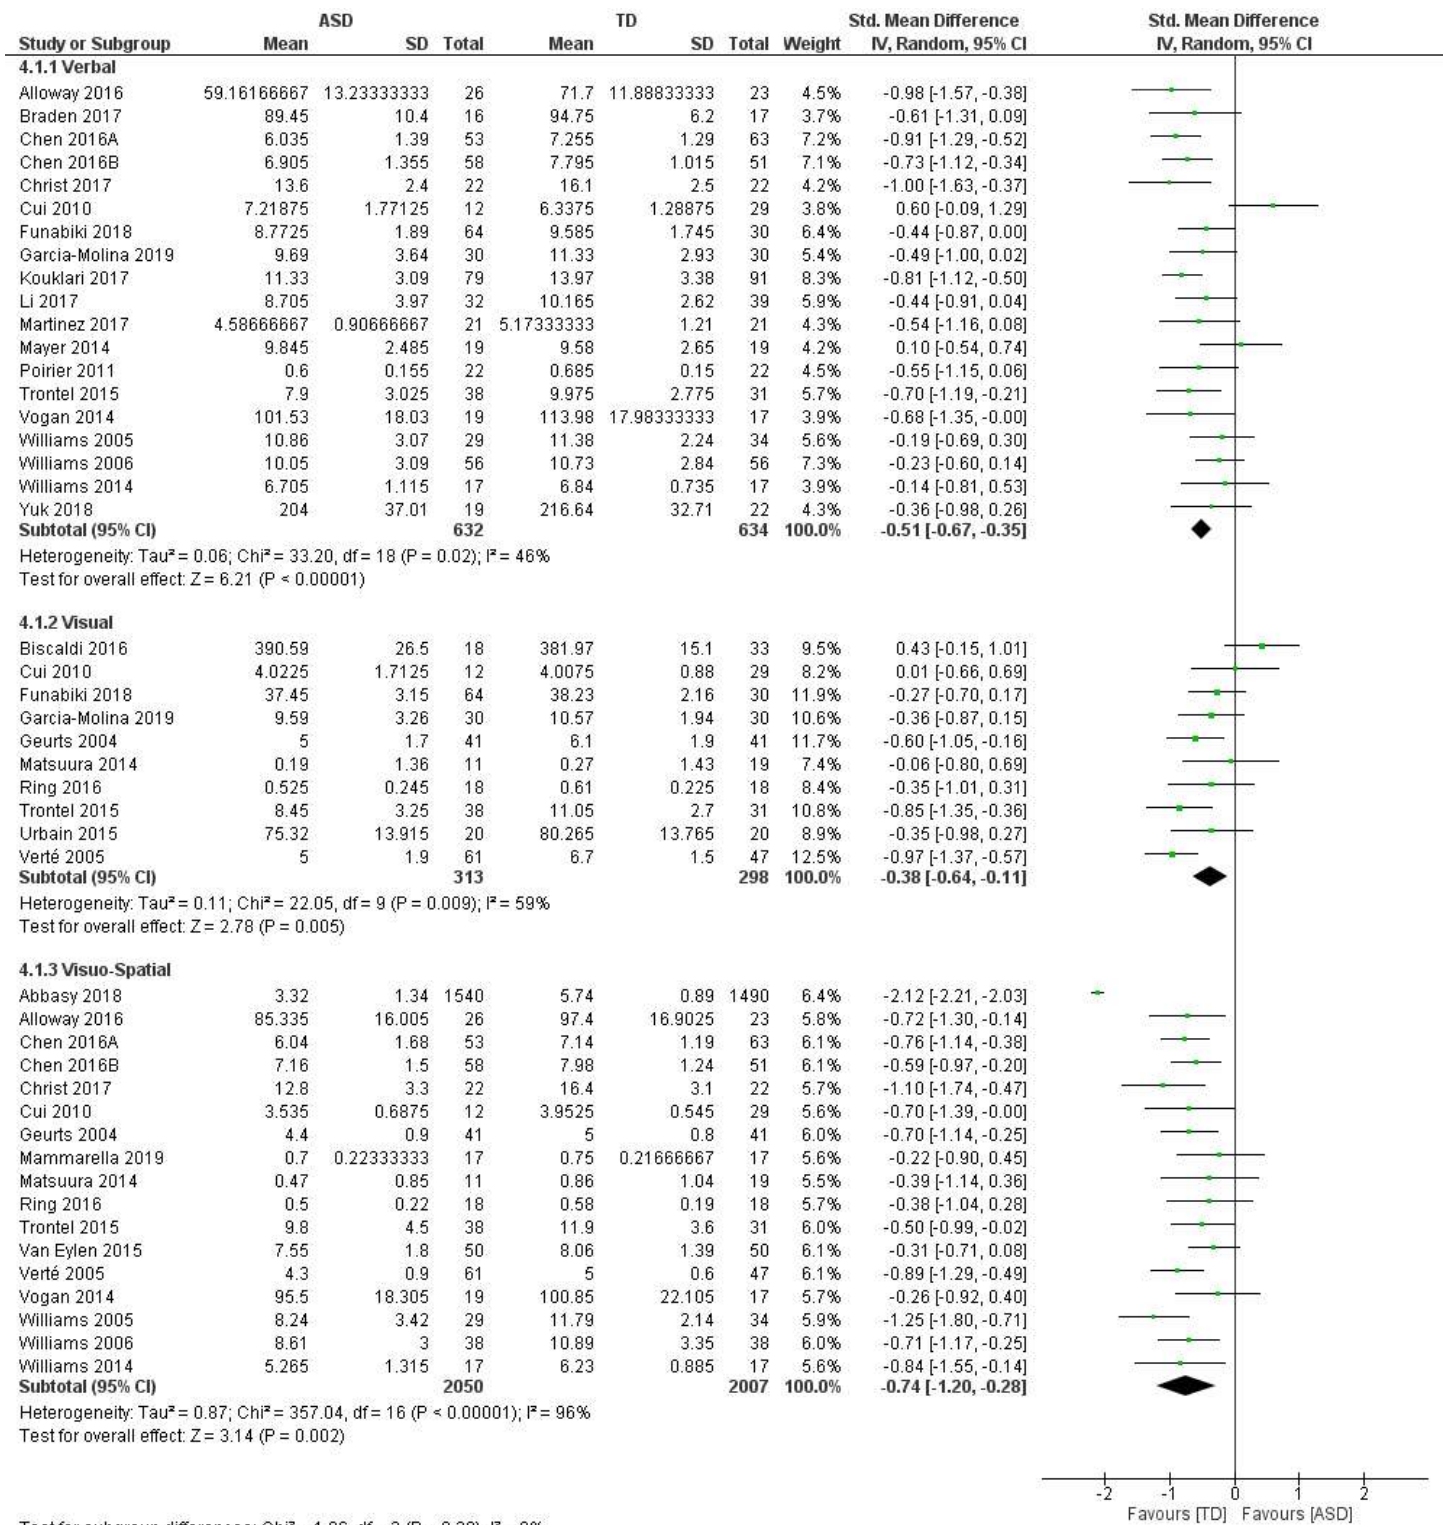 ASD TD Std. Mean Difference Std. Mean Difference
Study or Subgroup Mean SD Total Mean SD Total Weight IV, Random, 95% CI IV, Random, 95% CI
4.1.1 Verbal
Alloway 2016 59.16166667 13.23333333 26 71.7 11.88833333 23 4.5% -0.98 [-1.57, -0.38]
Braden 2017 89.45 10.4 16 94.75 6.2 17 3.7% -0.61 [-1.31, 0.09]
Chen 2016A 6.035 1.39 53 7.255 1.29 63 7.2% -0.91 [-1.29, -0.52]
Chen 2016B 6.905 1.355 58 7.795 1.015 51 7.1% -0.73 [-1.12, -0.34]
Christ 2017 13.6 2.4 22 16.1 2.5 22 4.2% -1.00 [-1.63, -0.37]
Cui 2010 7.21875 1.77125 12 6.3375 1.28875 29 3.8% 0.60 [-0.09, 1.29]
Funabiki 2018 8.7725 1.89 64 9.585 1.745 30 6.4% -0.44 [-0.87, 0.00]
Garcia-Molina 2019 9.69 3.64 30 11.33 2.93 30 5.4% -0.49 [-1.00, 0.02]
Kouklari 2017 11.33 3.09 79 13.97 3.38 91 8.3% -0.81 [-1.12, -0.50]
Li 2017 8.705 3.97 32 10.165 2.62 39 5.9% -0.44 [-0.91, 0.04]
Martinez 2017 4.58666667 0.90666667 21 5.17333333 1.21 21 4.3% -0.54 [-1.16, 0.08]
Mayer 2014 9.845 2.485 19 9.58 2.65 19 4.2% 0.10 [-0.54, 0.74]
Poirier 2011 0.6 0.155 22 0.685 0.15 22 4.4% -0.55 [-1.15, 0.06]
Trontel 2015 7.9 3.025 38 9.975 2.775 31 5.7% -0.70 [-1.19, -0.21]
Vogan 2014 101.53 18.03 19 113.98 17.98333333 17 3.9% -0.68 [-1.35, -0.00]
Williams 2005 10.86 3.07 29 11.38 2.24 34 5.6% -0.19 [-0.69, 0.30]
Williams 2006 10.05 3.09 56 10.73 2.84 56 7.3% -0.23 [-0.60, 0.14]
Williams 2014 6.705 1.115 17 6.84 0.735 17 3.9% -0.14 [-0.81, 0.53]
Yuk 2018 204 37.01 19 216.64 32.71 22 4.3% -0.36 [-0.98, 0.26]
Subtotal (95% CI) 632 634 100.0% -0.51 [-0.67, -0.35]
Heterogeneity: Tau² = 0.06; Chi² = 33.20, df = 18 (P = 0.02); I² = 46%
Test for overall effect: Z = 6.21 (P < 0.00001)
4.1.2 Visual
Biscaldi 2016 390.59 26.5 18 381.97 15.1 33 9.5% 0.43 [-0.15, 1.01]
Cui 2010 4.0225 1.7125 12 4.0075 0.88 29 8.2% 0.01 [-0.66, 0.69]
Funabiki 2018 37.45 3.15 64 38.23 2.16 30 11.9% -0.27 [-0.70, 0.17]
Garcia-Molina 2019 9.59 3.26 30 10.57 1.94 30 10.6% -0.36 [-0.87, 0.15]
Geurts 2004 5 1.7 41 6.1 1.9 41 11.7% -0.60 [-1.05, -0.16]
Matsuura 2014 0.19 1.36 11 0.27 1.43 19 7.4% -0.06 [-0.80, 0.69]
Ring 2016 0.525 0.245 18 0.61 0.225 18 8.4% -0.35 [-1.01, 0.31]
Trontel 2015 8.45 3.25 38 11.05 2.7 31 10.8% -0.85 [-1.35, -0.36]
Urbain 2015 75.32 13.915 20 80.265 13.765 20 8.9% -0.35 [-0.98, 0.27]
Verté 2005 5 1.9 61 6.7 1.5 47 12.5% -0.97 [-1.37, -0.57]
Subtotal (95% CI) 313 298 100.0% -0.38 [-0.64, -0.11]
Heterogeneity: Tau² = 0.11; Chi² = 22.05, df = 9 (P = 0.009); I² = 59%
Test for overall effect: Z = 2.78 (P = 0.005)
4.1.3 Visuo-Spatial
Abbasy 2018 3.32 1.34 1540 5.74 0.89 1490 6.4% -2.12 [-2.21, -2.03]
Alloway 2016 85.335 16.005 26 97.4 16.9025 23 5.8% -0.72 [-1.30, -0.14]
Chen 2016A 6.04 1.68 53 7.14 1.19 63 6.1% -0.76 [-1.14, -0.38]
Chen 2016B 7.16 1.5 58 7.98 1.24 51 6.1% -0.59 [-0.97, -0.20]
Christ 2017 12.8 3.3 22 16.4 3.1 22 5.7% -1.10 [-1.74, -0.47]
Cui 2010 3.535 0.6875 12 3.9525 0.545 29 5.6% -0.70 [-1.39, -0.00]
Geurts 2004 4.4 0.9 41 5 0.8 41 6.0% -0.70 [-1.14, -0.25]
Mammarella 2019 0.7 0.22333333 17 0.75 0.21666667 17 5.6% -0.22 [-0.90, 0.45]
Matsuura 2014 0.47 0.85 11 0.86 1.04 19 5.5% -0.39 [-1.14, 0.36]
Ring 2016 0.5 0.22 18 0.58 0.19 18 5.7% -0.38 [-1.04, 0.28]
Trontel 2015 9.8 4.5 38 11.9 3.6 31 6.0% -0.50 [-0.99, -0.02]
Van Eylen 2015 7.55 1.8 50 8.06 1.39 50 6.1% -0.31 [-0.71, 0.08]
Verté 2005 4.3 0.9 61 5 0.6 47 6.1% -0.89 [-1.29, -0.49]
Vogan 2014 95.5 18.305 19 100.85 22.105 17 5.7% -0.26 [-0.92, 0.40]
Williams 2005 8.24 3.42 29 11.79 2.14 34 5.9% -1.25 [-1.80, -0.71]
Williams 2006 8.61 3 38 10.89 3.35 38 6.0% -0.71 [-1.17, -0.25]
Williams 2014 5.265 1.315 17 6.23 0.885 17 5.6% -0.84 [-1.55, -0.14]
Subtotal (95% CI) 2050 2007 100.0% -0.74 [-1.20, -0.28]
Heterogeneity: Tau² = 0.87; Chi² = 357.04, df = 16 (P < 0.00001); I² = 96%
Test for overall effect: Z = 3.14 (P = 0.002)
-2 -1 0 1 2
Favours [TD] Favours [ASD]